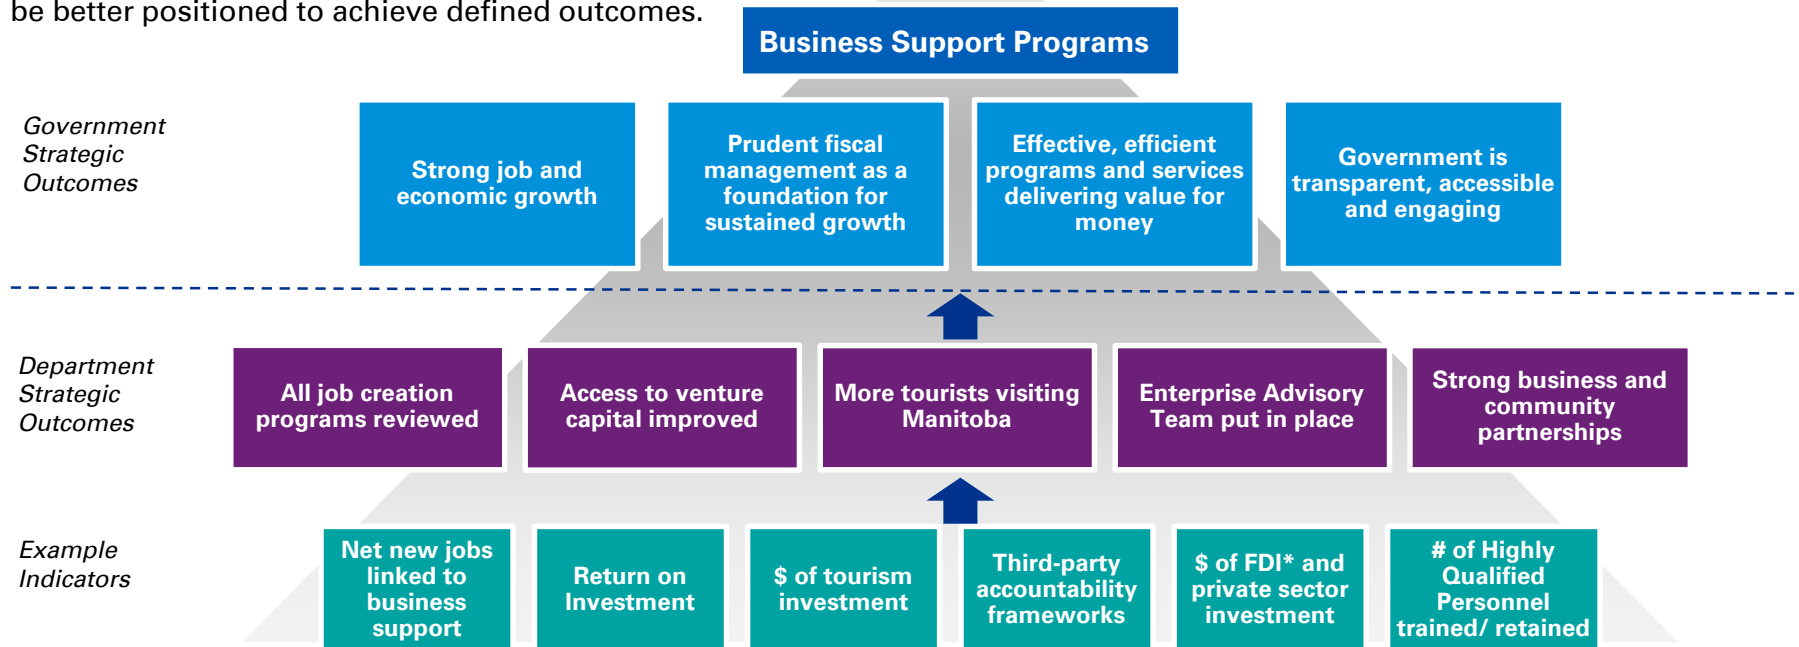 be better positioned to achieve defined outcomes.
Business Support Programs
Government
Strategic
Outcomes
Strong job and
economic growth
Prudent fiscal
management as a
foundation for
sustained growth
Effective, efficient
programs and services
delivering value for
money
Government is
transparent, accessible
and engaging
Department
Strategic
Outcomes
All job creation
programs reviewed
Access to venture
capital improved
More tourists visiting
Manitoba
Enterprise Advisory
Team put in place
Strong business and
community
partnerships
Example
Indicators
Net new jobs
linked to
business
support
Return on
Investment
$ of tourism
investment
Third-party
accountability
frameworks
$ of FDI* and
private sector
investment
# of Highly
Qualified
Personnel
trained/ retained